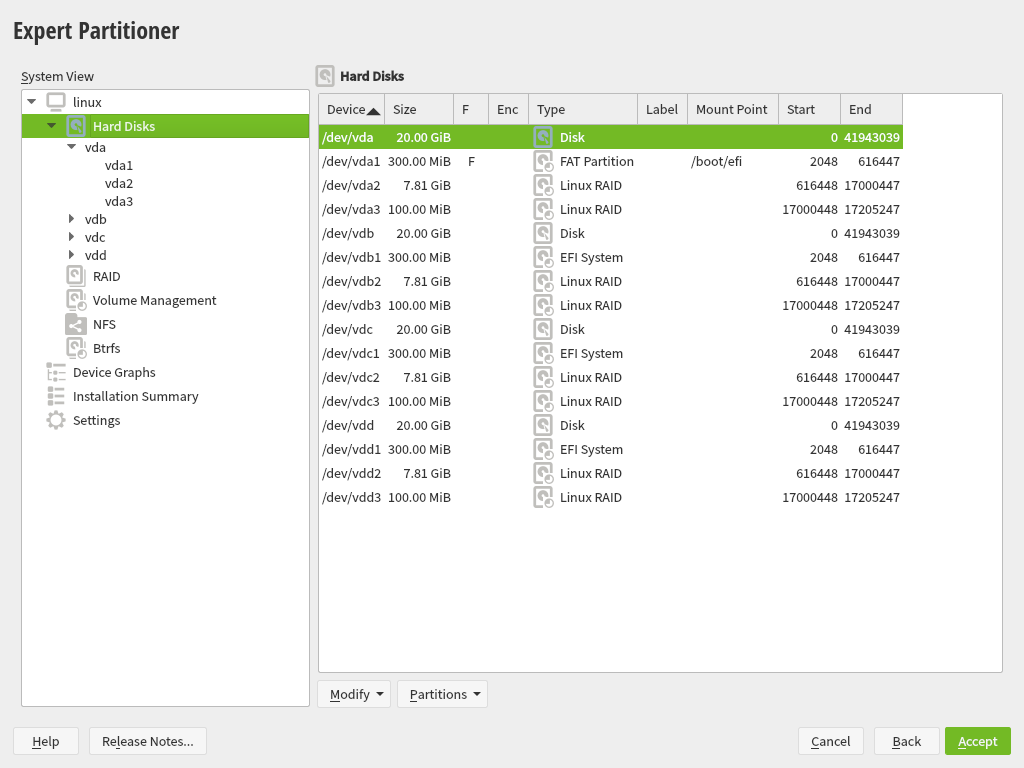 Expert Partitioner
System View
linux
Hard Disks
vda
vda1
vda2
vda3
vdb
vdc
vdd
RAID
Volume Management
NFS
Btrfs
Device Graphs
Installation Summary
Settings
Hard Disks
Device Size F Enc Type Label Mount Point Start End
/dev/vda 20.00 GiB Disk 0 41943039
/dev/vda1 300.00 MiB F FAT Partition /boot/efi 2048 616447
/dev/vda2 7.81 GiB Linux RAID 616448 17000447
/dev/vda3 100.00 MiB Linux RAID 17000448 17205247
/dev/vdb 20.00 GiB Disk 0 41943039
/dev/vdb1 300.00 MiB EFI System 2048 616447
/dev/vdb2 7.81 GiB Linux RAID 616448 17000447
/dev/vdb3 100.00 MiB Linux RAID 17000448 17205247
/dev/vdc 20.00 GiB Disk 0 41943039
/dev/vdc1 300.00 MiB EFI System 2048 616447
/dev/vdc2 7.81 GiB Linux RAID 616448 17000447
/dev/vdc3 100.00 MiB Linux RAID 17000448 17205247
/dev/vdd 20.00 GiB Disk 0 41943039
/dev/vdd1 300.00 MiB EFI System 2048 616447
/dev/vdd2 7.81 GiB Linux RAID 616448 17000447
/dev/vdd3 100.00 MiB Linux RAID 17000448 17205247
Modify Partitions
Help Release Notes... Cancel Back Accept